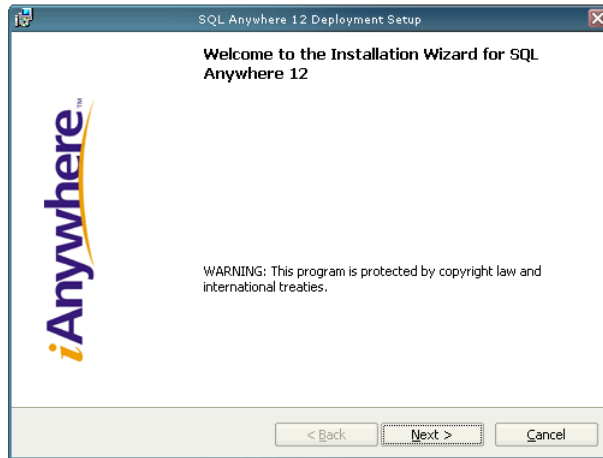 SQL Anywhere 12 Deployment Setup
Welcome to the Installation Wizard for SQL
Anywhere 12
iAnywhere™
WARNING: This program is protected by copyright law and
international treaties.
< Back
Next >
Cancel